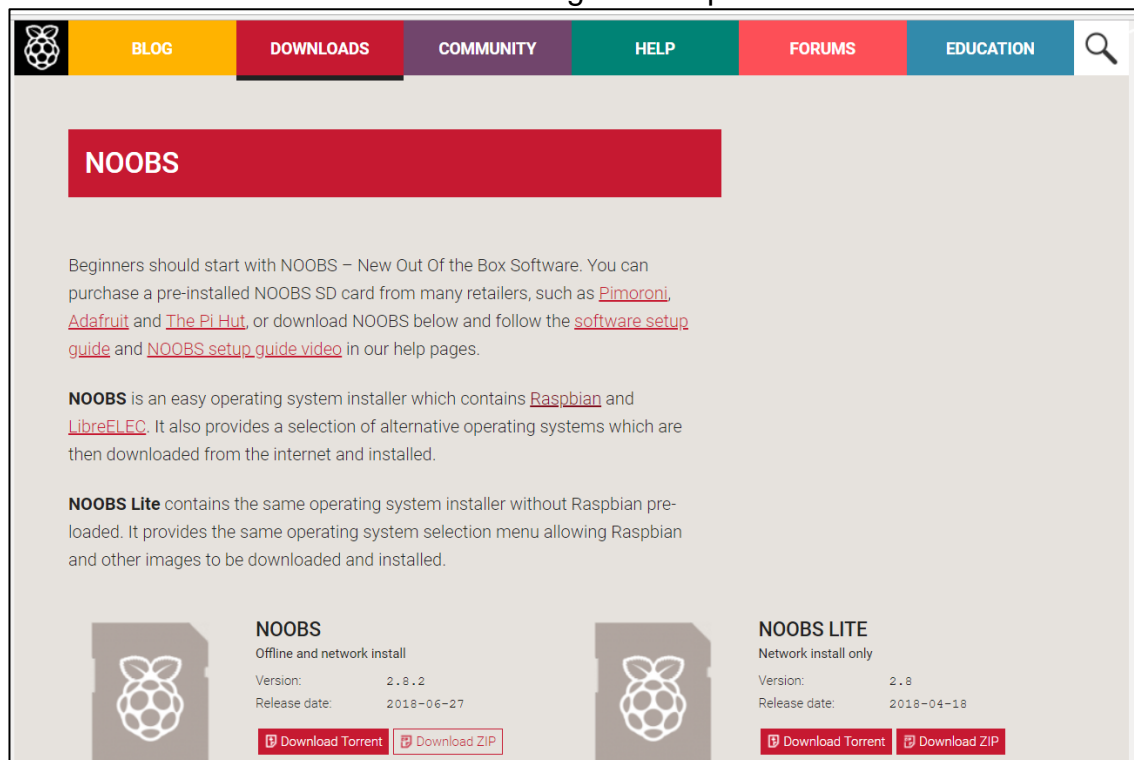 BLOG DOWNLOADS COMMUNITY HELP FORUMS EDUCATION
NOOBS
Beginners should start with NOOBS – New Out Of the Box Software. You can
purchase a pre-installed NOOBS SD card from many retailers, such as Pimoroni,
Adafruit and The Pi Hut, or download NOOBS below and follow the software setup
guide and NOOBS setup guide video in our help pages.
NOOBS is an easy operating system installer which contains Raspbian and
LibreELEC. It also provides a selection of alternative operating systems which are
then downloaded from the internet and installed.
NOOBS Lite contains the same operating system installer without Raspbian pre-
loaded. It provides the same operating system selection menu allowing Raspbian
and other images to be downloaded and installed.
NOOBS
Offline and network install
Version: 2.8.2
Release date: 2018-06-27
Download Torrent Download ZIP
NOOBS LITE
Network install only
Version: 2.8
Release date: 2018-04-18
Download Torrent Download ZIP